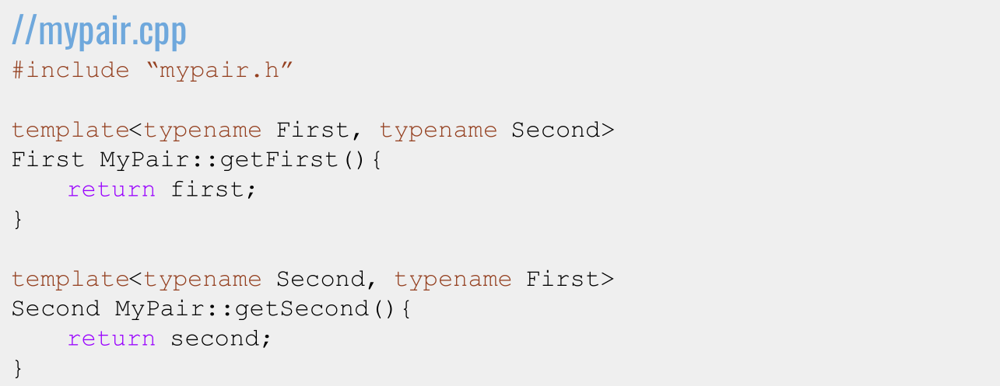 //mypair.cpp
#include “mypair.h”
template<typename First, typename Second>
First MyPair::getFirst(){
return first;
}
template<typename Second, typename First>
Second MyPair::getSecond(){
return second;
}